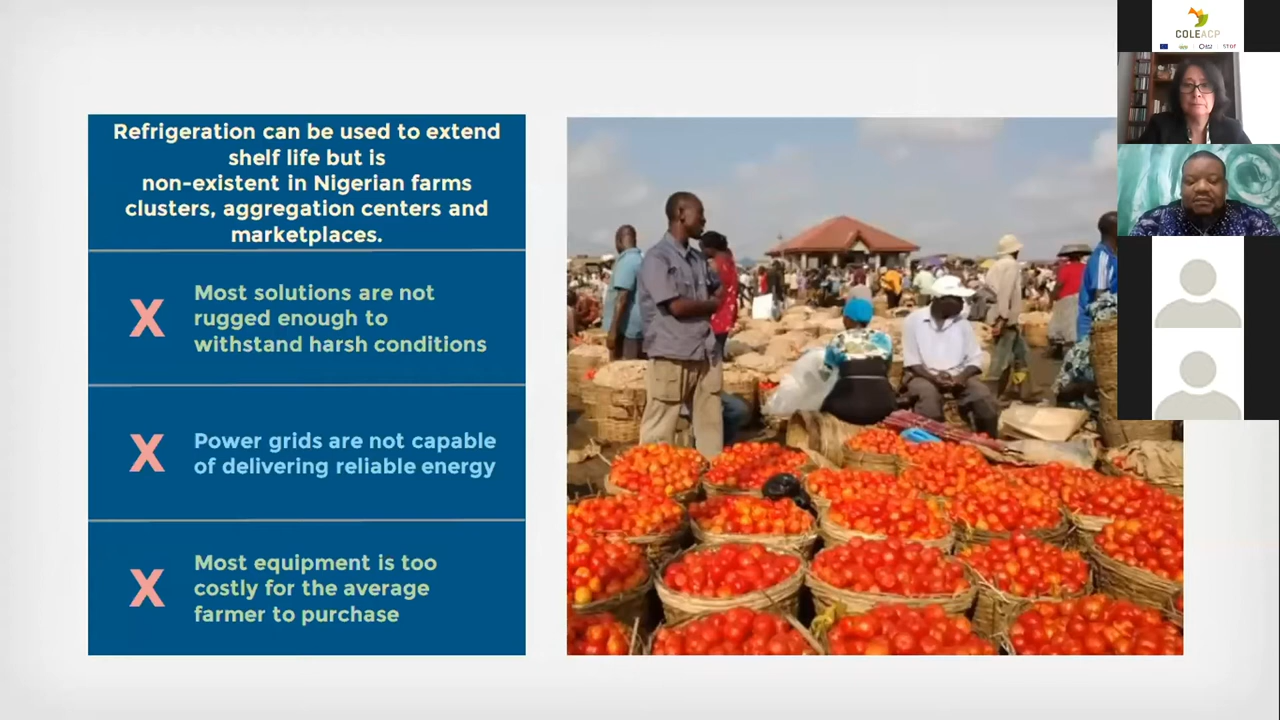 Refrigeration can be used to extend
shelf life but is
non-existent in Nigerian farms
clusters, aggregation centers and
marketplaces.
X
Most solutions are not
rugged enough to
withstand harsh conditions
X
Power grids are not capable
of delivering reliable energy
X
Most equipment is too
costly for the average
farmer to purchase
COLEACP